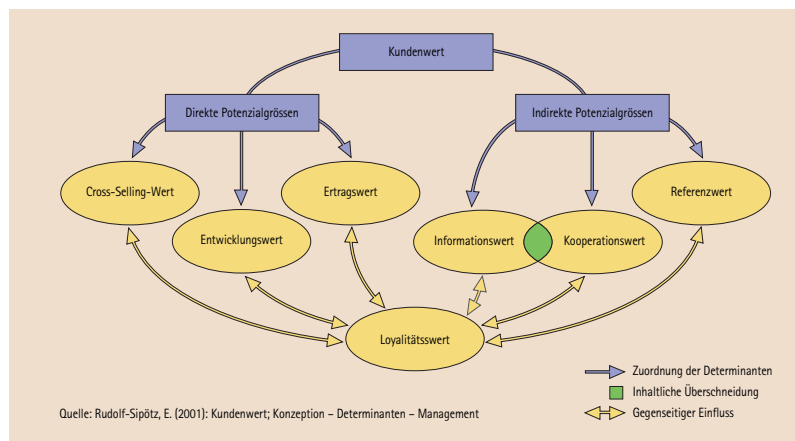 Kundenwert
Direkte Potenzialgrössen
Indirekte Potenzialgrössen
Cross-Selling-Wert
Ertragswert
Referenzwert
Entwicklungswert
Informationswert
Kooperationswert
Loyalitätsswert
Zuordnung der Determinanten
Inhaltliche Überschneidung
Gegenseitiger Einfluss
Quelle: Rudolf-Sipötz, E. (2001): Kundenwert; Konzeption – Determinanten – Management